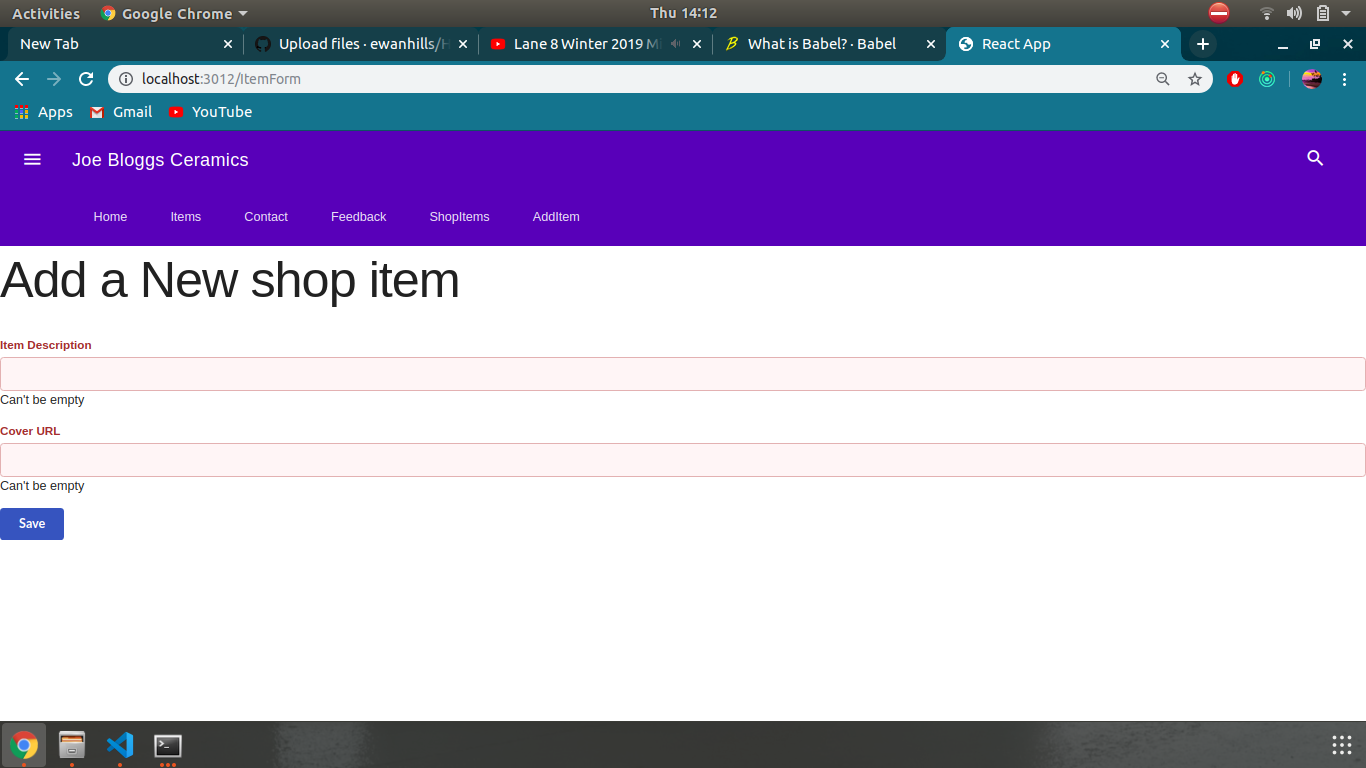 Activities Google Chrome Thu 14:12
New Tab Upload files · ewanhills/H Lane 8 Winter 2019 Mi What is Babel? · Babel React App
localhost:3012/ItemForm
Apps Gmail YouTube
Joe Bloggs Ceramics
Home Items Contact Feedback ShopItems AddItem
Add a New shop item
Item Description
Can't be empty
Cover URL
Can't be empty
Save